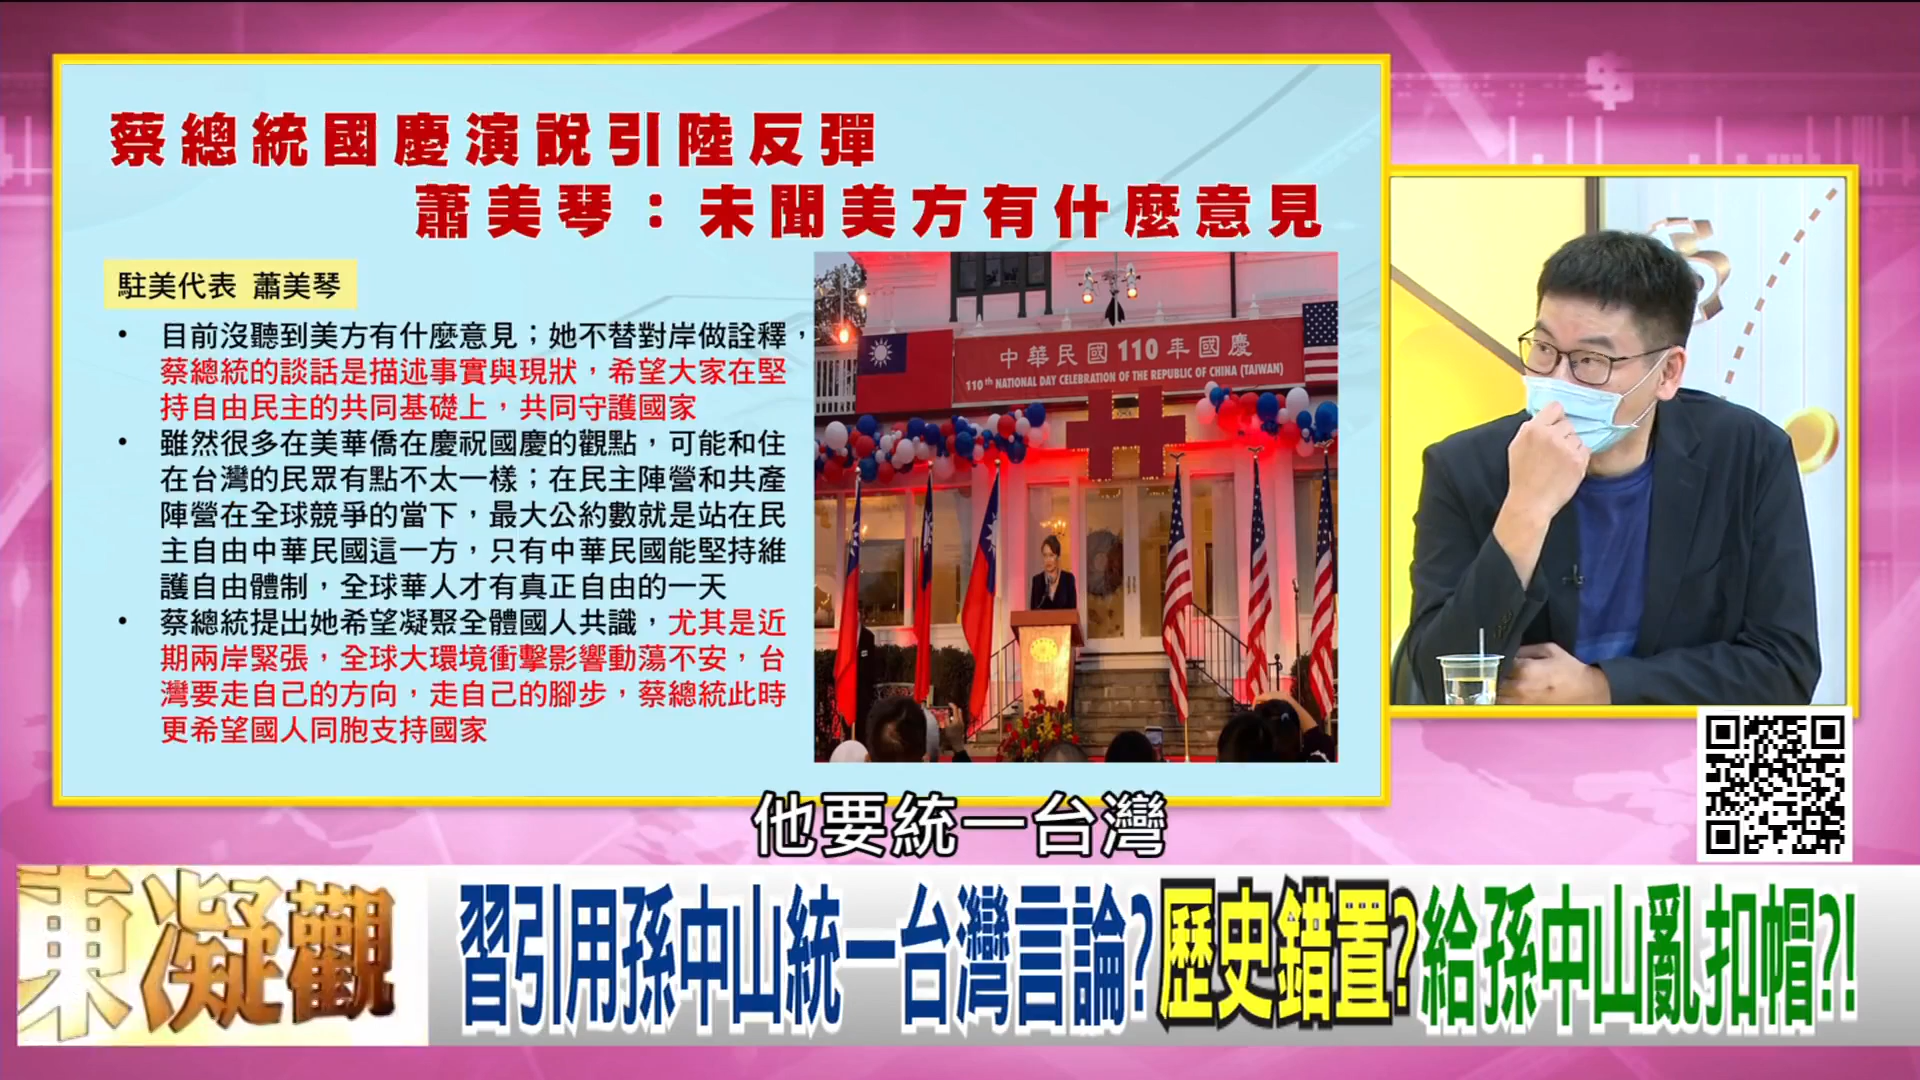 蔡總統國慶演說引陸反彈
蕭美琴：未聞美方有什麼意見
駐美代表 蕭美琴
• 目前沒聽到美方有什麼意見；她不替對岸做詮釋，
蔡總統的談話是描述事實與現狀，希望大家在堅
持自由民主的共同基礎上，共同守護國家
• 雖然很多在美華僑在慶祝國慶的觀點，可能和住
在台灣的民眾有點不太一樣；在民主陣營和共產
陣營在全球競爭的當下，最大公約數就是站在民
主自由中華民國這一方，只有中華民國能堅持維
護自由體制，全球華人才有真正自由的一天
• 蔡總統提出她希望凝聚全體國人共識，尤其是近
期兩岸緊張，全球大環境衝擊影響動蕩不安，台
灣要走自己的方向，走自己的腳步，蔡總統此時
更希望國人同胞支持國家
中華民國110年國慶
110th NATIONAL DAY CELEBRATION OF THE REPUBLIC OF CHINA (TAIWAN)
他要統一台灣
東凝觀
習引用孫中山統一台灣言論?歷史錯置?給孫中山亂扣帽?!